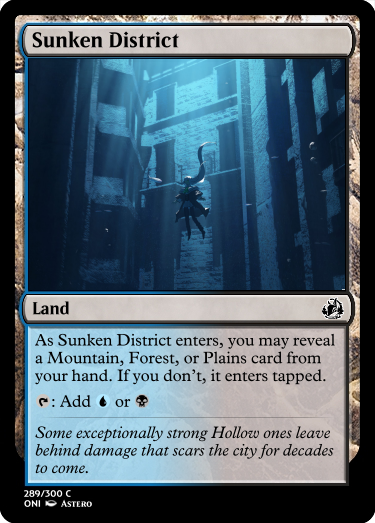 Sunken District
Land
As Sunken District enters, you may reveal
a Mountain, Forest, or Plains card from
your hand. If you don't, it enters tapped.
: Add or
Some exceptionally strong Hollow ones leave
behind damage that scars the city for decades
to come.
289/300 C
ONI Astero